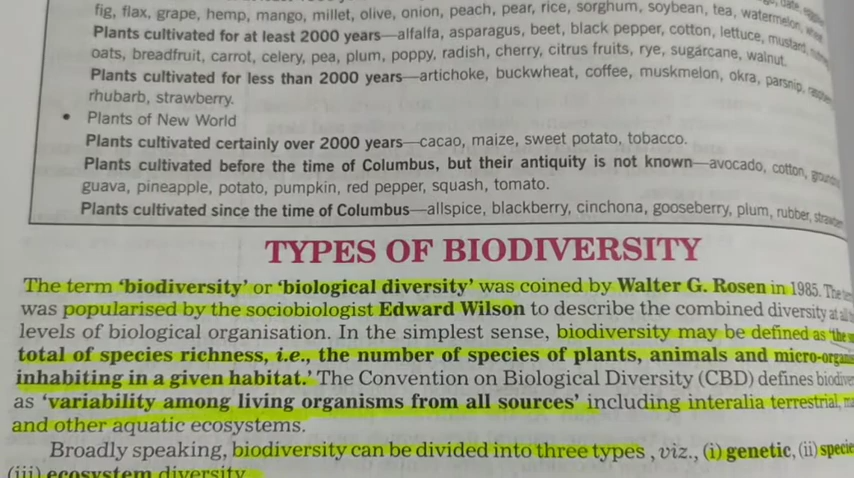 fig, flax, grape, hemp, mango, millet, olive, onion, peach, pear, rice, sorghum, soybean, tea, watermelon,
Plants cultivated for at least 2000 years—alfalfa, asparagus, beet, black pepper, cotton, lettuce, mustard,
oats, breadfruit, carrot, celery, pea, plum, poppy, radish, cherry, citrus fruits, rye, sugarcane, walnut.
Plants cultivated for less than 2000 years—artichoke, buckwheat, coffee, muskmelon, okra, parsnip,
rhubarb, strawberry.
• Plants of New World
Plants cultivated certainly over 2000 years—cacao, maize, sweet potato, tobacco.
Plants cultivated before the time of Columbus, but their antiquity is not known—avocado, cotton,
guava, pineapple, potato, pumpkin, red pepper, squash, tomato.
Plants cultivated since the time of Columbus—allspice, blackberry, cinchona, gooseberry, plum, rubber,
TYPES OF BIODIVERSITY
The term ‘biodiversity’ or ‘biological diversity’ was coined by Walter G. Rosen in 1985. The
was popularised by the sociobiologist Edward Wilson to describe the combined diversity at all
levels of biological organisation. In the simplest sense, biodiversity may be defined as ‘the
total of species richness, i.e., the number of species of plants, animals and
inhabiting in a given habitat.’ The Convention on Biological Diversity (CBD) defines
as ‘variability among living organisms from all sources’ including interalia terrestrial,
and other aquatic ecosystems.
Broadly speaking, biodiversity can be divided into three types , viz., (i) genetic, (ii)
(iii) ecosystem diversity